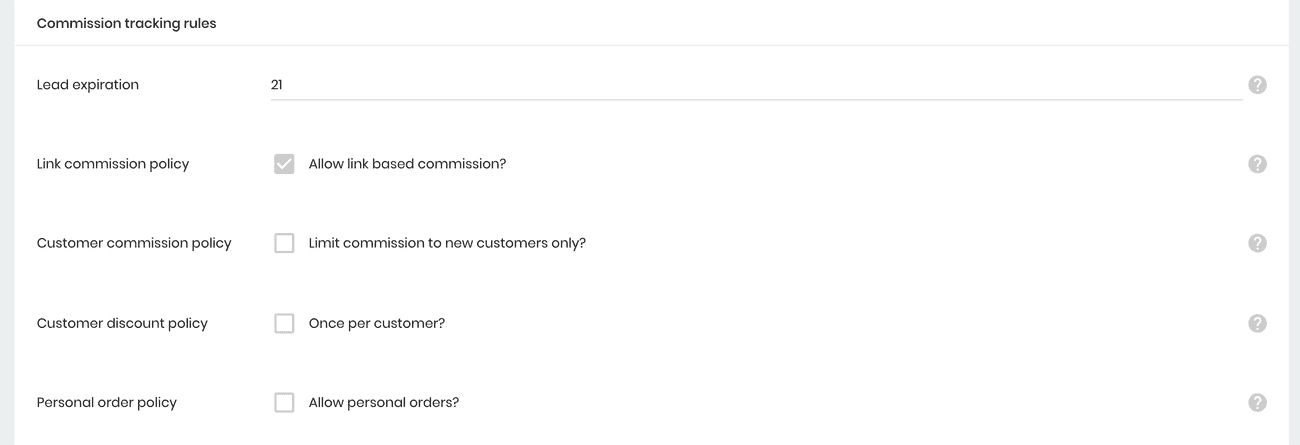 Commission tracking rules
Lead expiration 21
Link commission policy Allow link based commission?
Customer commission policy Limit commission to new customers only?
Customer discount policy Once per customer?
Personal order policy Allow personal orders?